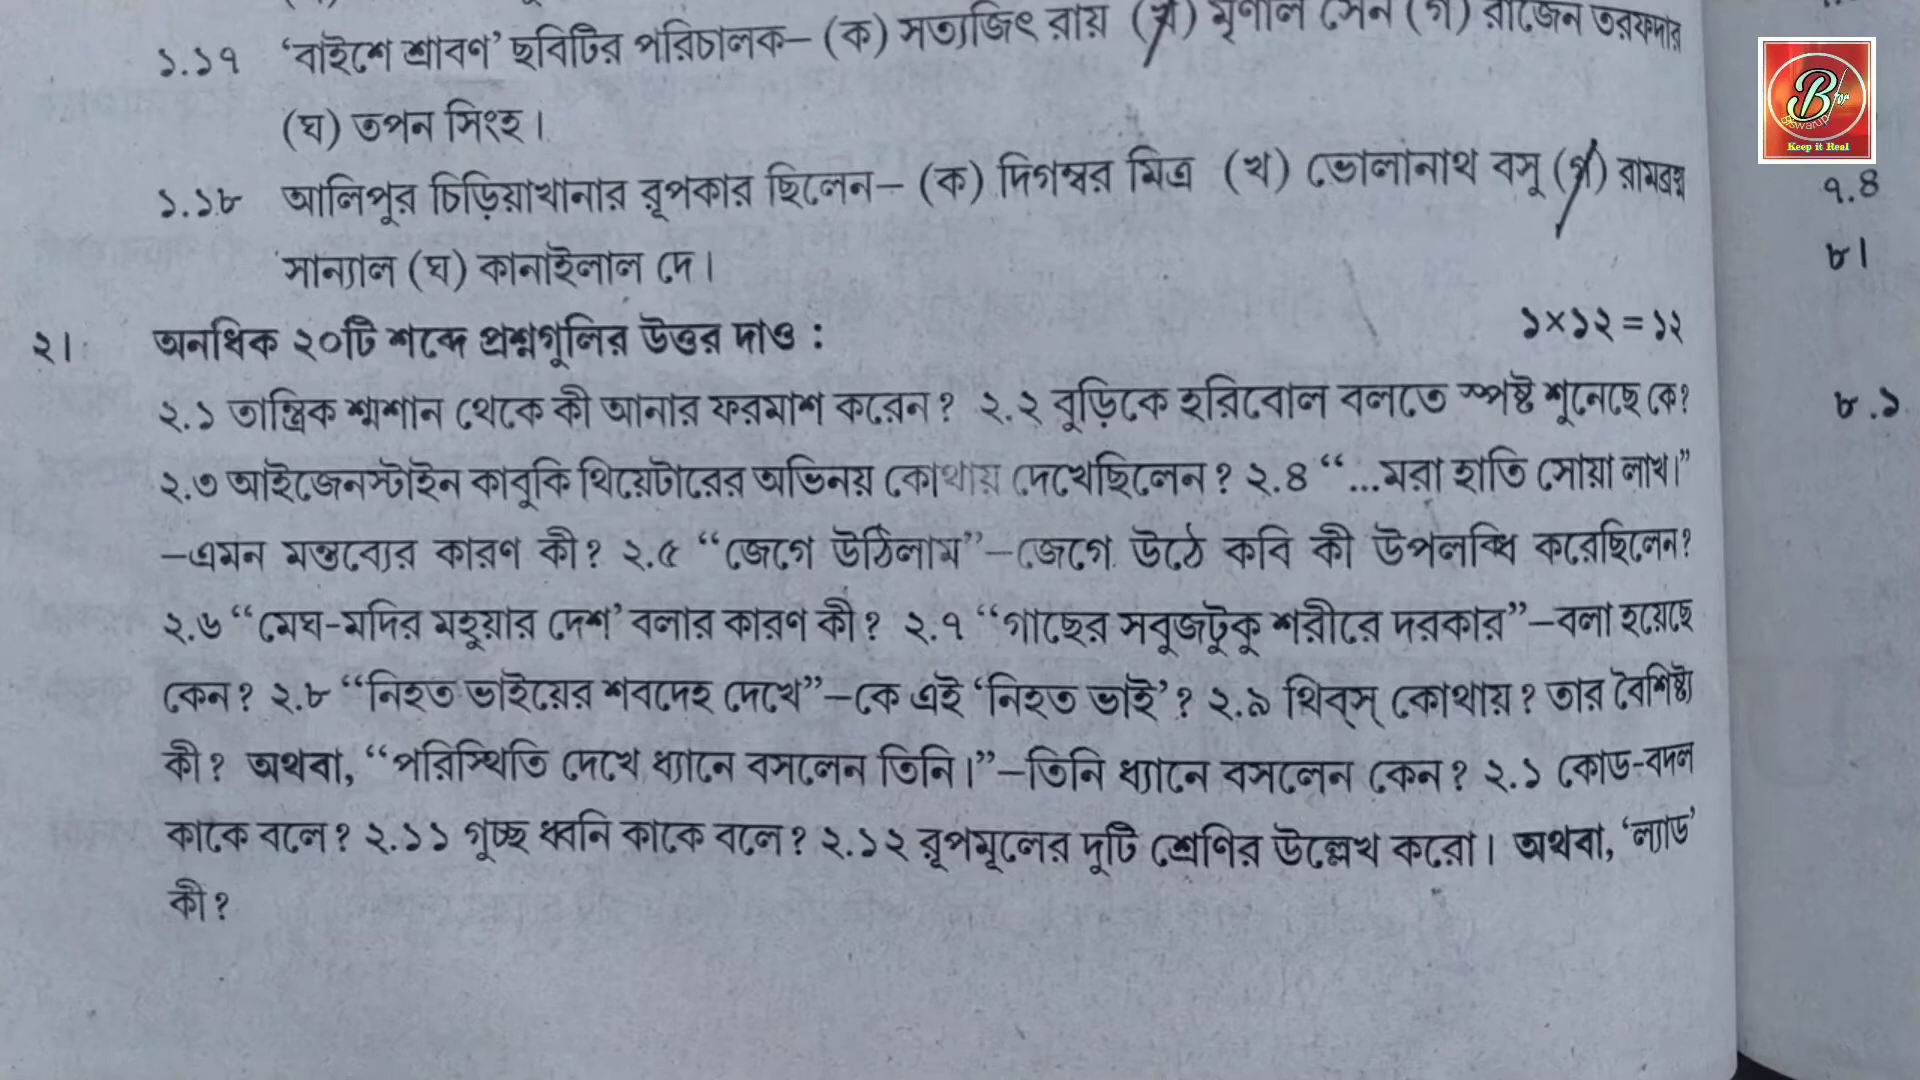 ১.১৭ ‘বাইশে শ্রাবণ’ ছবিটির পরিচালক– (ক) সত্যজিৎ রায় (খ) মৃণাল সেন (গ) রাজেন তরফদার
(ঘ) তপন সিংহ।
১.১৮ আলিপুর চিড়িয়াখানার রূপকার ছিলেন– (ক) দিগম্বর মিত্র (খ) ভোলানাথ বসু (গ) রামব্রহ্ম
সান্যাল (ঘ) কানাইলাল দে।
২। অনধিক ২০টি শব্দে প্রশ্নগুলির উত্তর দাও : ১×১২ = ১২
২.১ তান্ত্রিক শ্মশান থেকে কী আনার ফরমাশ করেন? ২.২ বুড়িকে হরিবোল বলতে স্পষ্ট শুনেছে কে?
২.৩ আইজেনস্টাইন কাবুকি থিয়েটারের অভিনয় কোথায় দেখেছিলেন? ২.৪ “...মরা হাতি সোয়া লাখ।”
–এমন মন্তব্যের কারণ কী? ২.৫ “জেগে উঠিলাম”–জেগে উঠে কবি কী উপলব্ধি করেছিলেন?
২.৬ “মেঘ-মদির মহুয়ার দেশ’ বলার কারণ কী? ২.৭ “গাছের সবুজটুকু শরীরে দরকার”–বলা হয়েছে
কেন? ২.৮ “নিহত ভাইয়ের শবদেহ দেখে”–কে এই ‘নিহত ভাই’? ২.৯ থিব্‌স্ কোথায়? তার বৈশিষ্ট্য
কী? অথবা, “পরিস্থিতি দেখে ধ্যানে বসলেন তিনি।”–তিনি ধ্যানে বসলেন কেন? ২.১ কোড-বদল
কাকে বলে? ২.১১ গুচ্ছ ধ্বনি কাকে বলে? ২.১২ রূপমূলের দুটি শ্রেণির উল্লেখ করো। অথবা, ‘ল্যাড’
কী?
৭.৪
৮।
৮.১
B for
Biswarup
Keep it Real